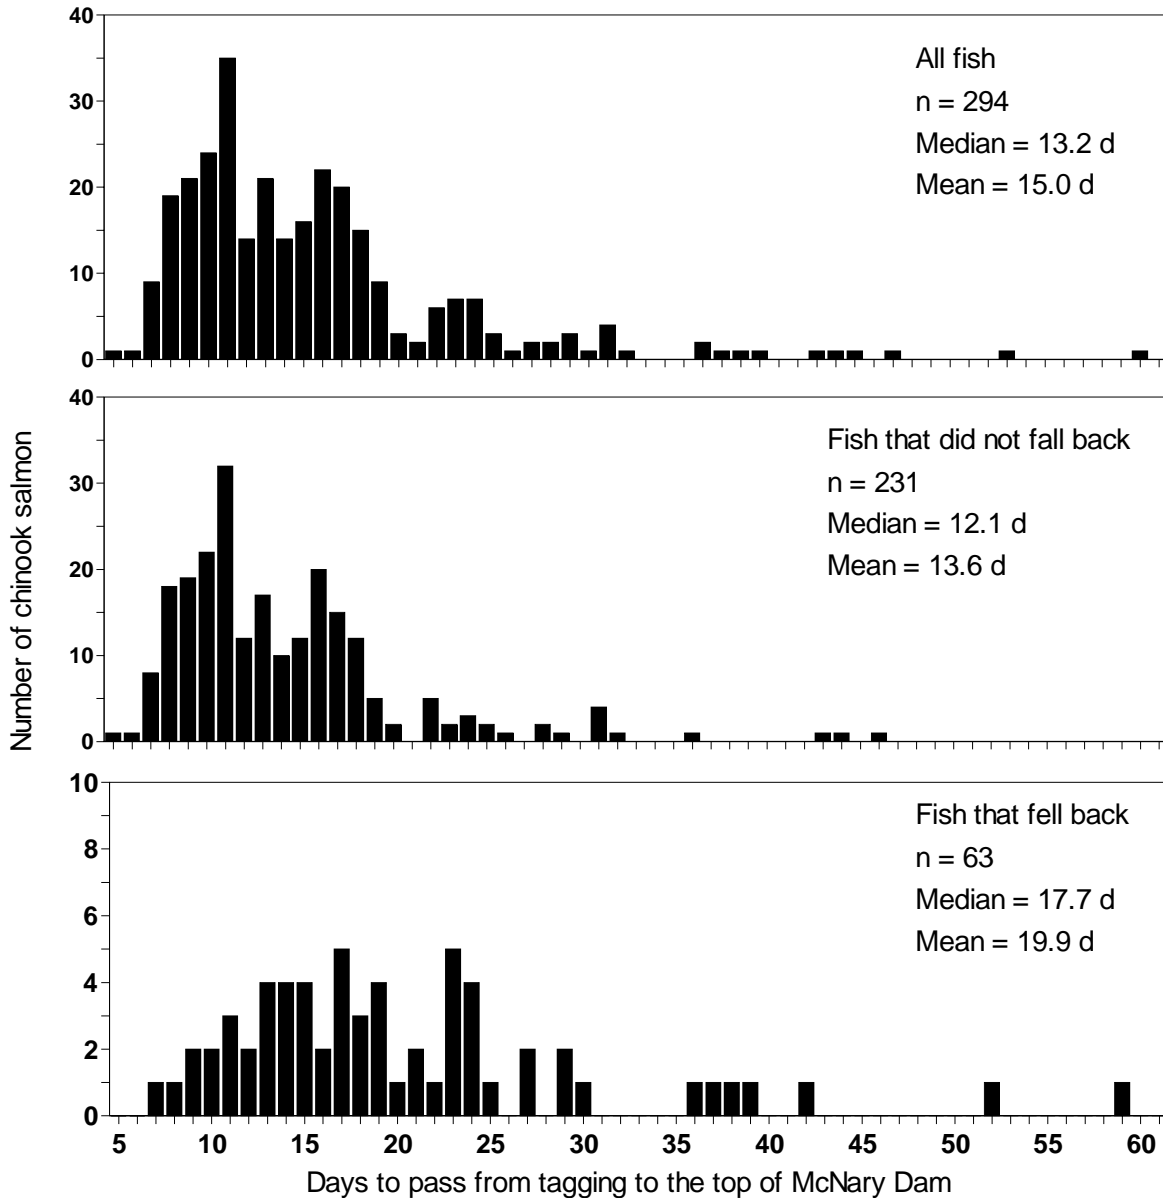 Number of chinook salmon
40
30
20
10
0
All fish
n = 294
Median = 13.2 d
Mean = 15.0 d
40
30
20
10
0
Fish that did not fall back
n = 231
Median = 12.1 d
Mean = 13.6 d
10
8
6
4
2
0
Fish that fell back
n = 63
Median = 17.7 d
Mean = 19.9 d
5 10 15 20 25 30 35 40 45 50 55 60
Days to pass from tagging to the top of McNary Dam